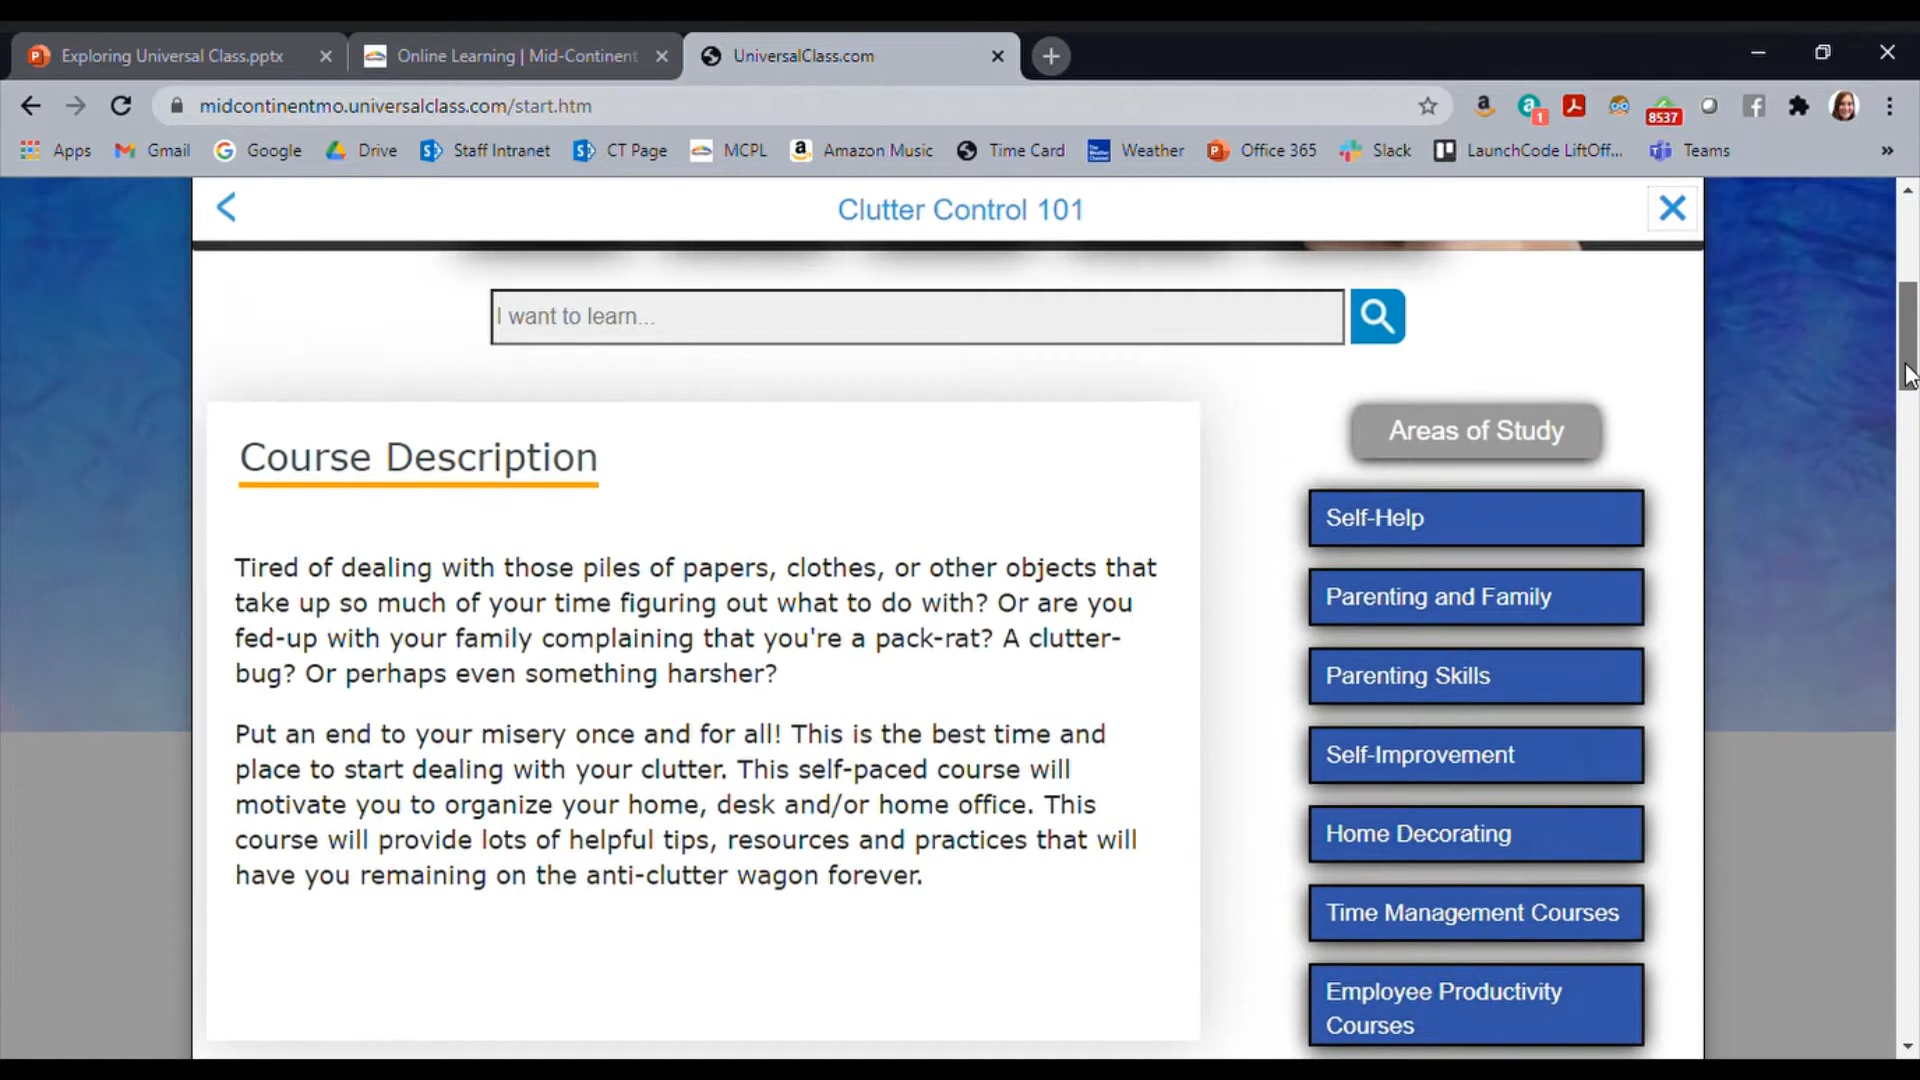 Exploring Universal Class.pptx
Online Learning | Mid-Continent
UniversalClass.com
midcontinentmo.universalclass.com/start.htm
1
8537
Apps
Gmail
Google
Drive
Staff Intranet
CT Page
MCPL
Amazon Music
Time Card
Weather
Office 365
Slack
LaunchCode LiftOff...
Teams
»
Clutter Control 101
I want to learn...
Course Description
Tired of dealing with those piles of papers, clothes, or other objects that
take up so much of your time figuring out what to do with? Or are you
fed-up with your family complaining that you're a pack-rat? A clutter-
bug? Or perhaps even something harsher?
Put an end to your misery once and for all! This is the best time and
place to start dealing with your clutter. This self-paced course will
motivate you to organize your home, desk and/or home office. This
course will provide lots of helpful tips, resources and practices that will
have you remaining on the anti-clutter wagon forever.
Areas of Study
Self-Help
Parenting and Family
Parenting Skills
Self-Improvement
Home Decorating
Time Management Courses
Employee Productivity
Courses